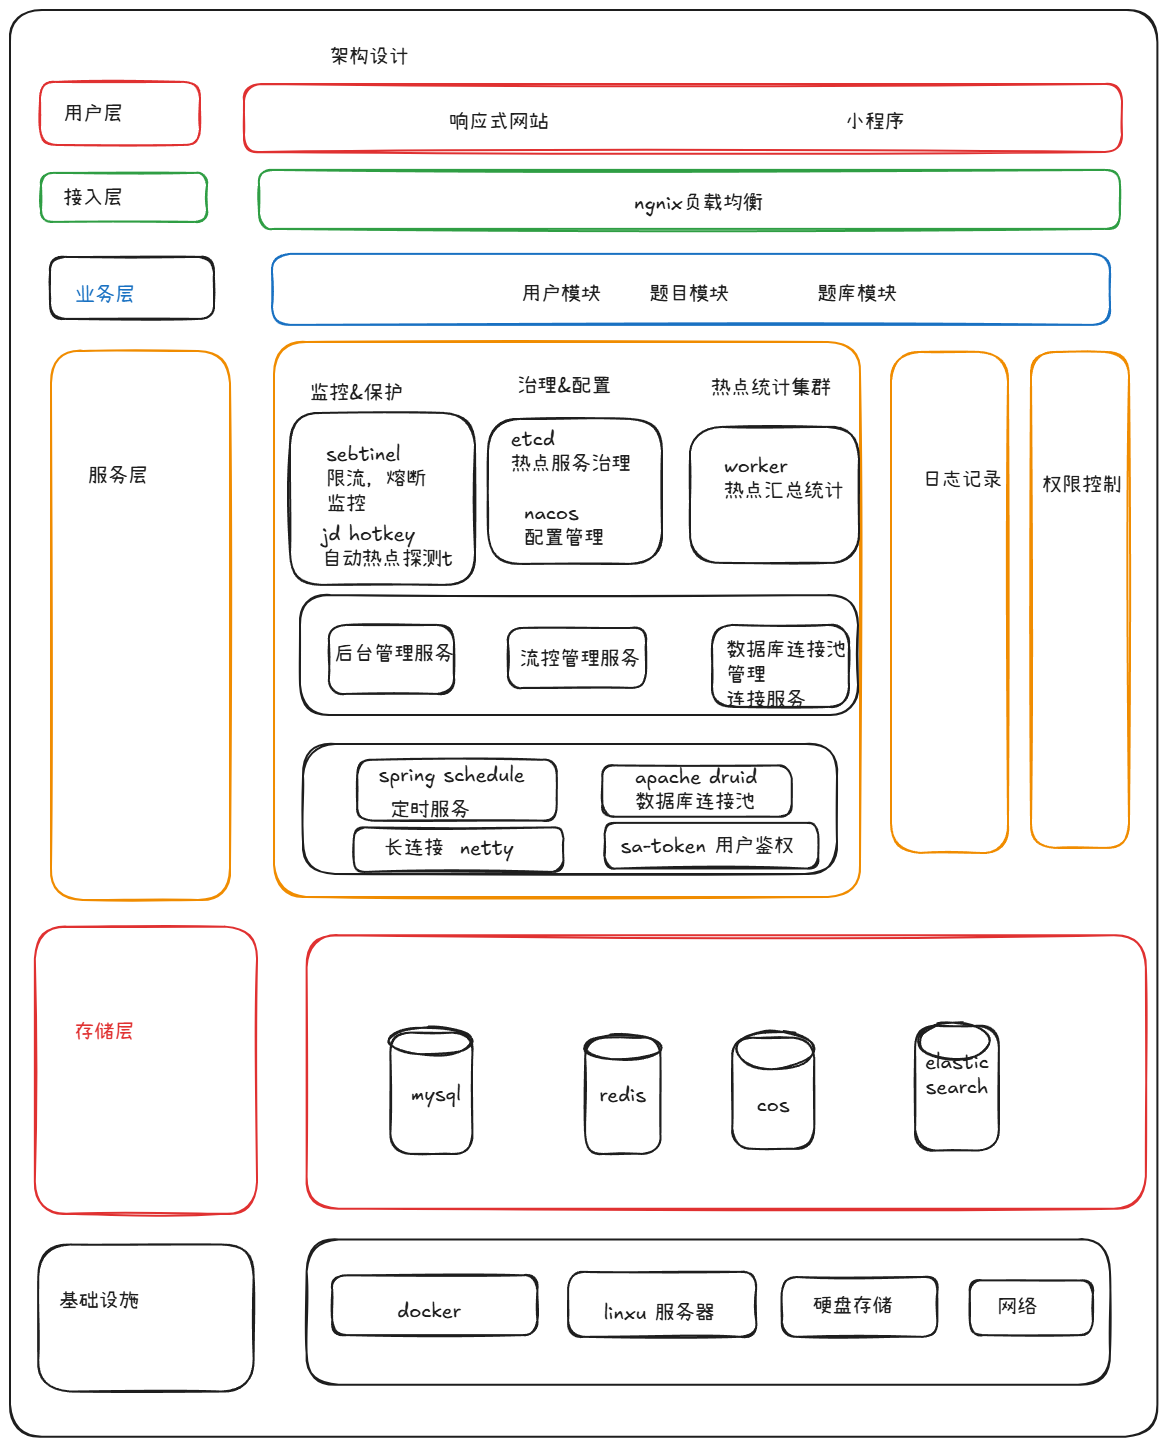 架构设计
用户层
响应式网站
小程序
接入层
ngnix负载均衡
业务层
用户模块
题目模块
题库模块
服务层
监控&保护
sebtinel
限流，熔断
监控
jd hotkey
自动热点探测t
治理&配置
etcd
热点服务治理
nacos
配置管理
热点统计集群
worker
热点汇总统计
后台管理服务
流控管理服务
数据库连接池
管理
连接服务
spring schedule
定时服务
apache druid
数据库连接池
长连接 netty
sa-token 用户鉴权
日志记录
权限控制
存储层
mysql
redis
cos
elastic
search
基础设施
docker
linxu 服务器
硬盘存储
网络